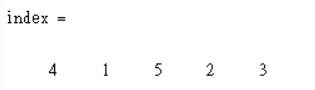 index =
4 1 5 2 3